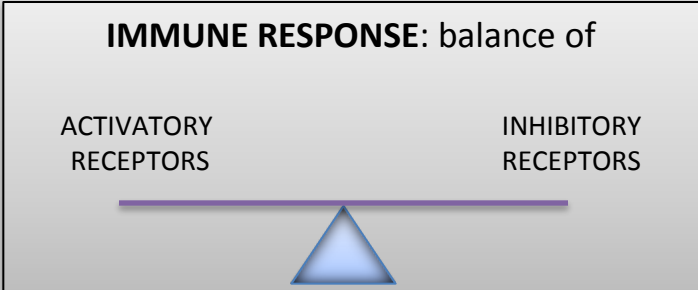 IMMUNE RESPONSE: balance of
ACTIVATORY
RECEPTORS
INHIBITORY
RECEPTORS